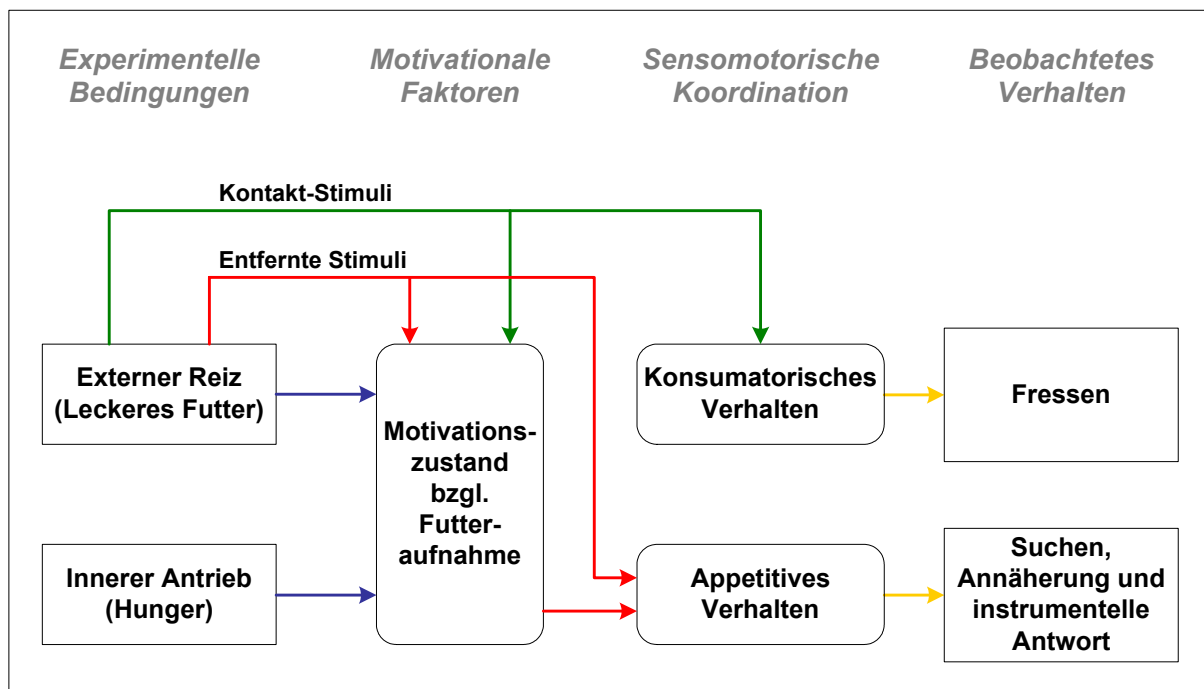 Experimentelle
Bedingungen
Motivationale
Faktoren
Sensomotorische
Koordination
Beobachtetes
Verhalten
Kontakt-Stimuli
Entfernte Stimuli
Externer Reiz
(Leckeres Futter)
Motivations-
zustand
bzgl.
Futter-
aufnahme
Konsumatorisches
Verhalten
Fressen
Innerer Antrieb
(Hunger)
Appetitives
Verhalten
Suchen,
Annäherung und
instrumentelle
Antwort